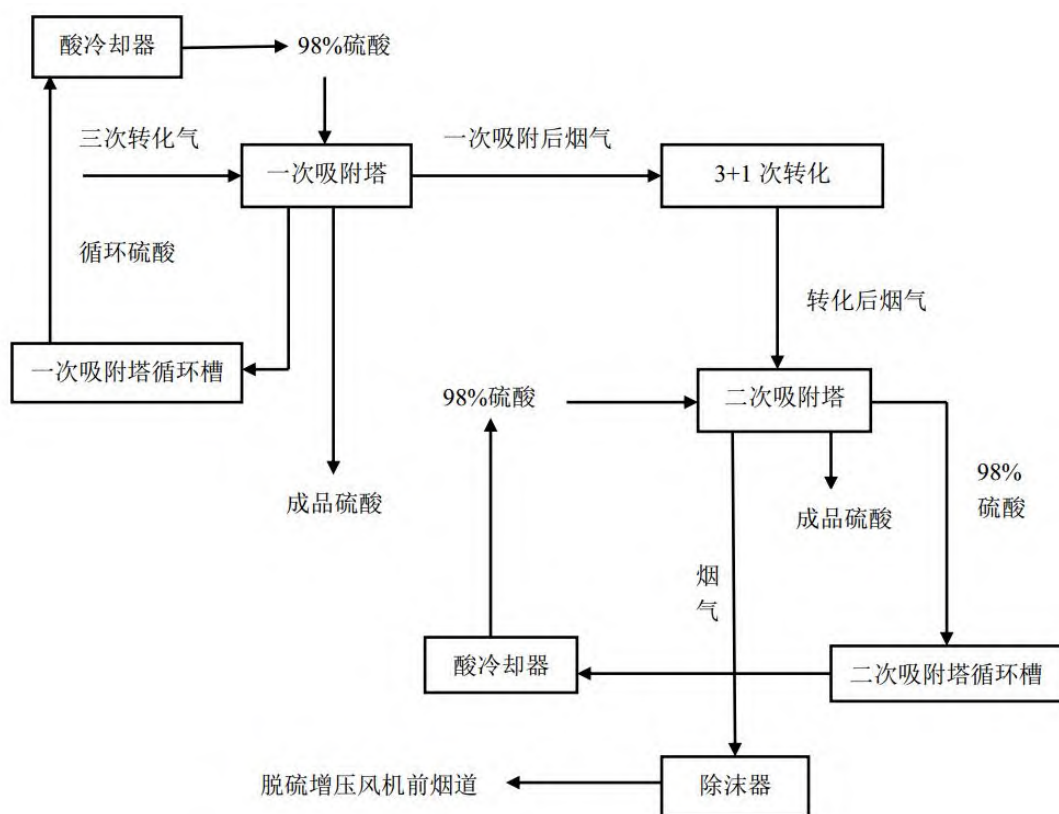 酸冷却器
98%硫酸
三次转化气
一次吸附塔
一次吸附后烟气
3+1 次转化
循环硫酸
转化后烟气
一次吸附塔循环槽
98%硫酸
二次吸附塔
成品硫酸
成品硫酸
98%
硫酸
烟
气
酸冷却器
二次吸附塔循环槽
脱硫增压风机前烟道
除沫器